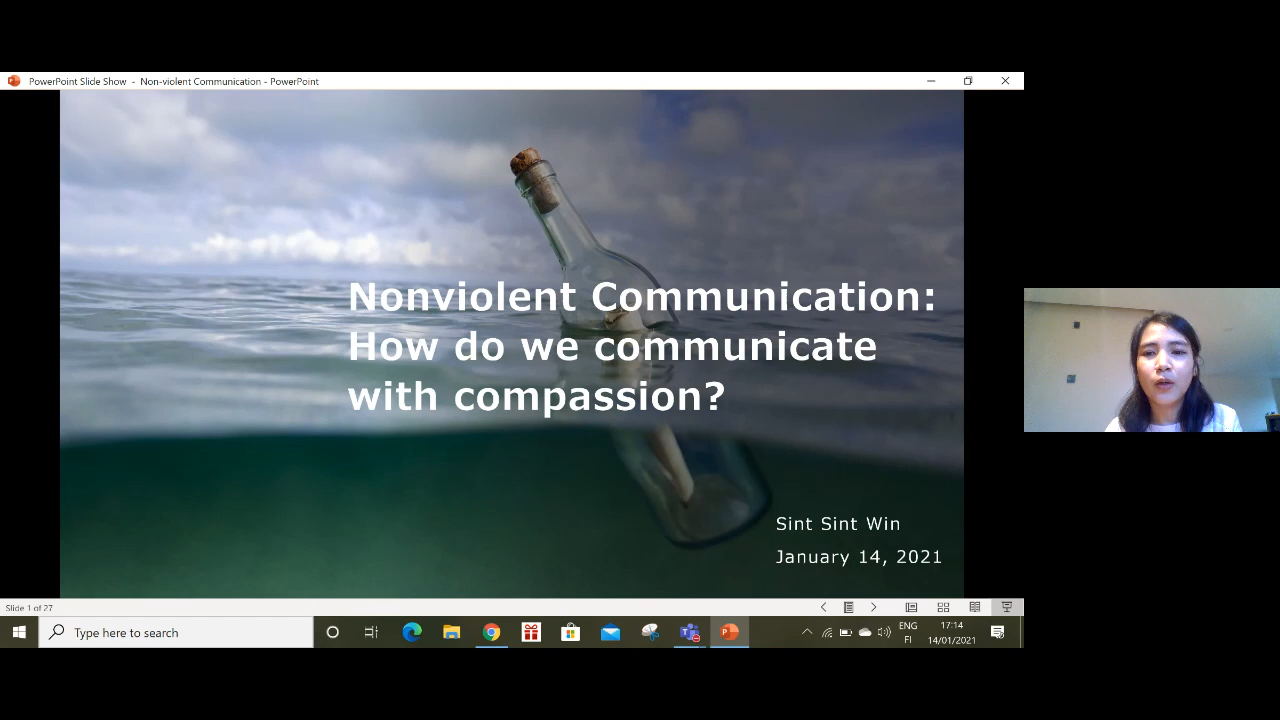 PowerPoint Slide Show - Non-violent Communication - PowerPoint
Nonviolent Communication:
How do we communicate
with compassion?
Sint Sint Win
January 14, 2021
Slide 1 of 27
Type here to search
ENG
FI
17:14
14/01/2021